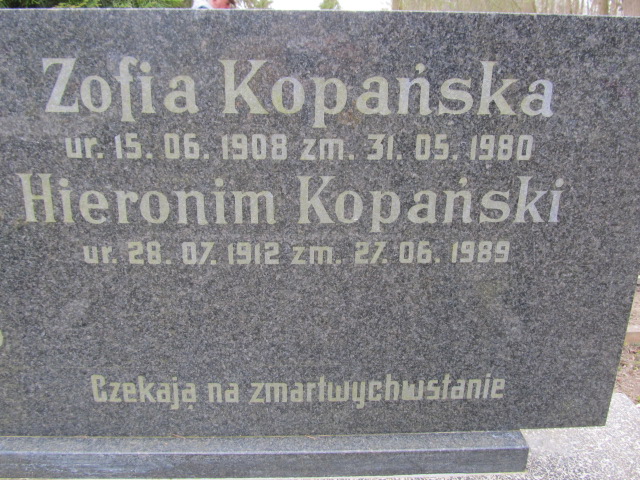 Zofia Kopańska
ur. 15. 06. 1908 zm. 31. 05. 1980
Hieronim Kopański
ur. 28. 07. 1912 zm. 27. 06. 1989
Czekają na zmartwychwstanie